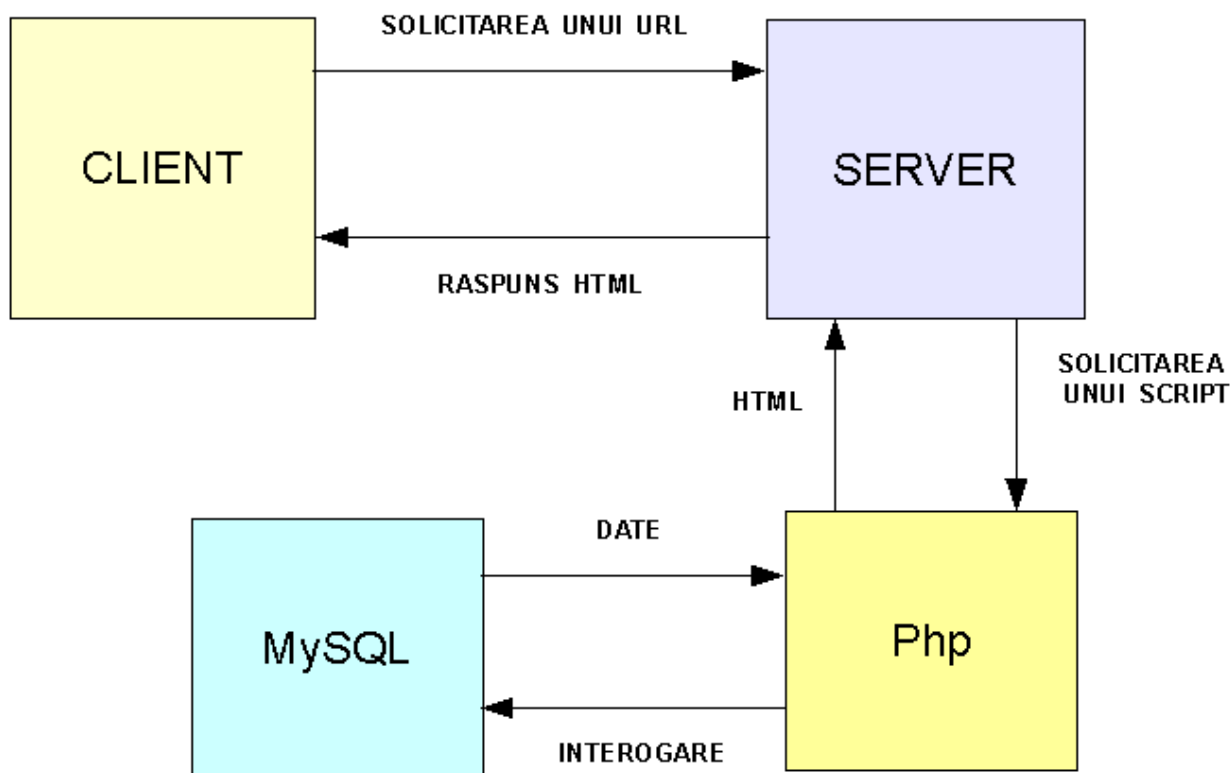 SOLICITAREA UNUI URL
CLIENT
SERVER
RASPUNS HTML
SOLICITAREA
UNUI SCRIPT
HTML
DATE
MySQL
Php
INTEROGARE